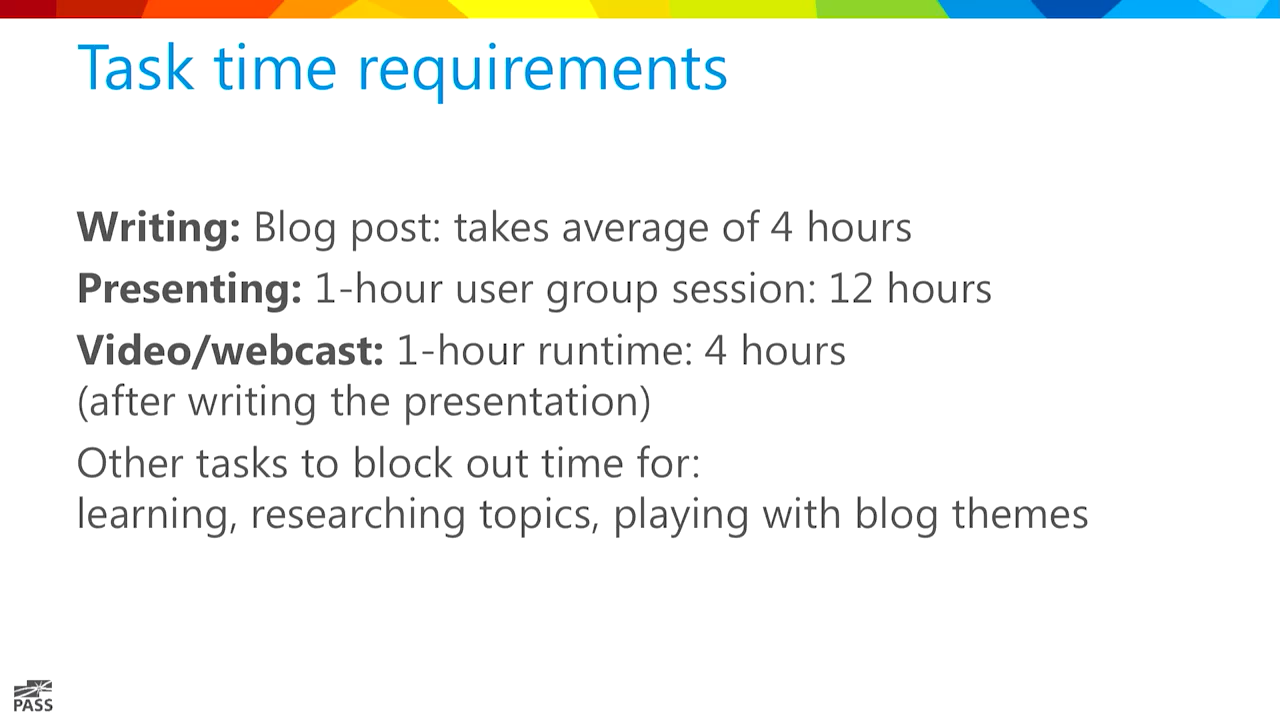 Task time requirements
Writing: Blog post: takes average of 4 hours
Presenting: 1-hour user group session: 12 hours
Video/webcast: 1-hour runtime: 4 hours
(after writing the presentation)
Other tasks to block out time for:
learning, researching topics, playing with blog themes
PASS